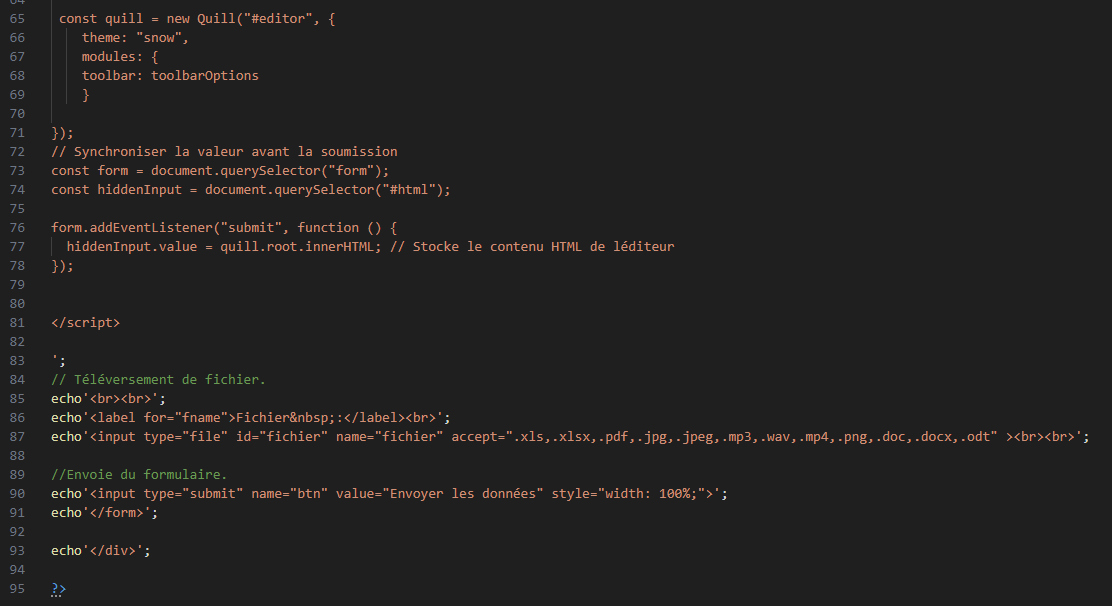 64
65 const quill = new Quill("#editor", {
66 theme: "snow",
67 modules: {
68 toolbar: toolbarOptions
69 }
70
71 });
72 // Synchroniser la valeur avant la soumission
73 const form = document.querySelector("form");
74 const hiddenInput = document.querySelector("#html");
75
76 form.addEventListener("submit", function () {
77 hiddenInput.value = quill.root.innerHTML; // Stocke le contenu HTML de léditeur
78 });
79
80
81 </script>
82
83 ';
84 // Téléversement de fichier.
85 echo'<br><br>';
86 echo'<label for="fname">Fichier&nbsp;:</label><br>';
87 echo'<input type="file" id="fichier" name="fichier" accept=".xls,.xlsx,.pdf,.jpg,.jpeg,.mp3,.wav,.mp4,.png,.doc,.docx,.odt" ><br><br>';
88
89 //Envoie du formulaire.
90 echo'<input type="submit" name="btn" value="Envoyer les données" style="width: 100%;">';
91 echo'</form>';
92
93 echo'</div>';
94
95 ?>